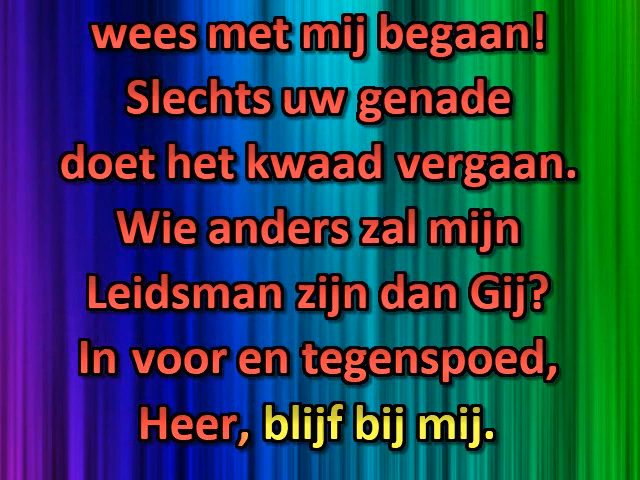 wees met mij begaan!
Slechts uw genade
doet het kwaad vergaan.
Wie anders zal mijn
Leidsman zijn dan Gij?
In voor en tegenspoed,
Heer, blijf bij mij.